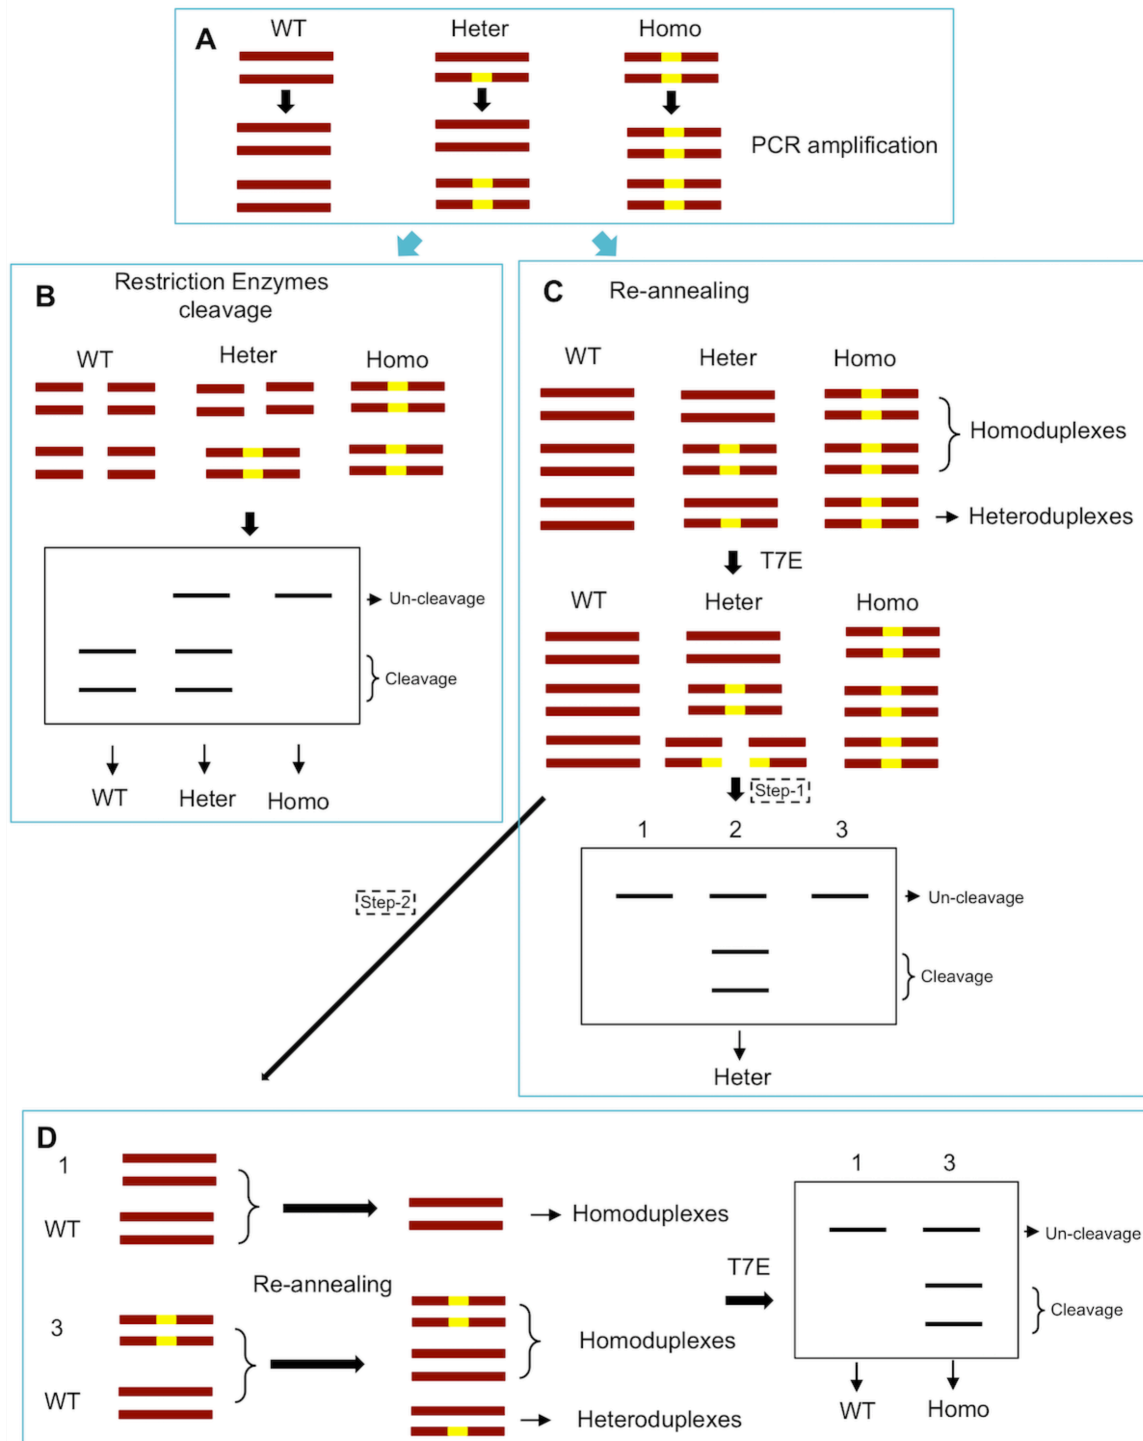 A
WT
Heter
Homo
PCR amplification
B
Restriction Enzymes
cleavage
WT
Heter
Homo
Un-cleavage
Cleavage
WT
Heter
Homo
C
Re-annealing
WT
Heter
Homo
Homoduplexes
Heteroduplexes
T7E
WT
Heter
Homo
Step-1
1
2
3
Un-cleavage
Cleavage
Heter
Step-2
D
1
WT
Homoduplexes
Re-annealing
3
WT
Homoduplexes
Heteroduplexes
T7E
1
3
Un-cleavage
Cleavage
WT
Homo